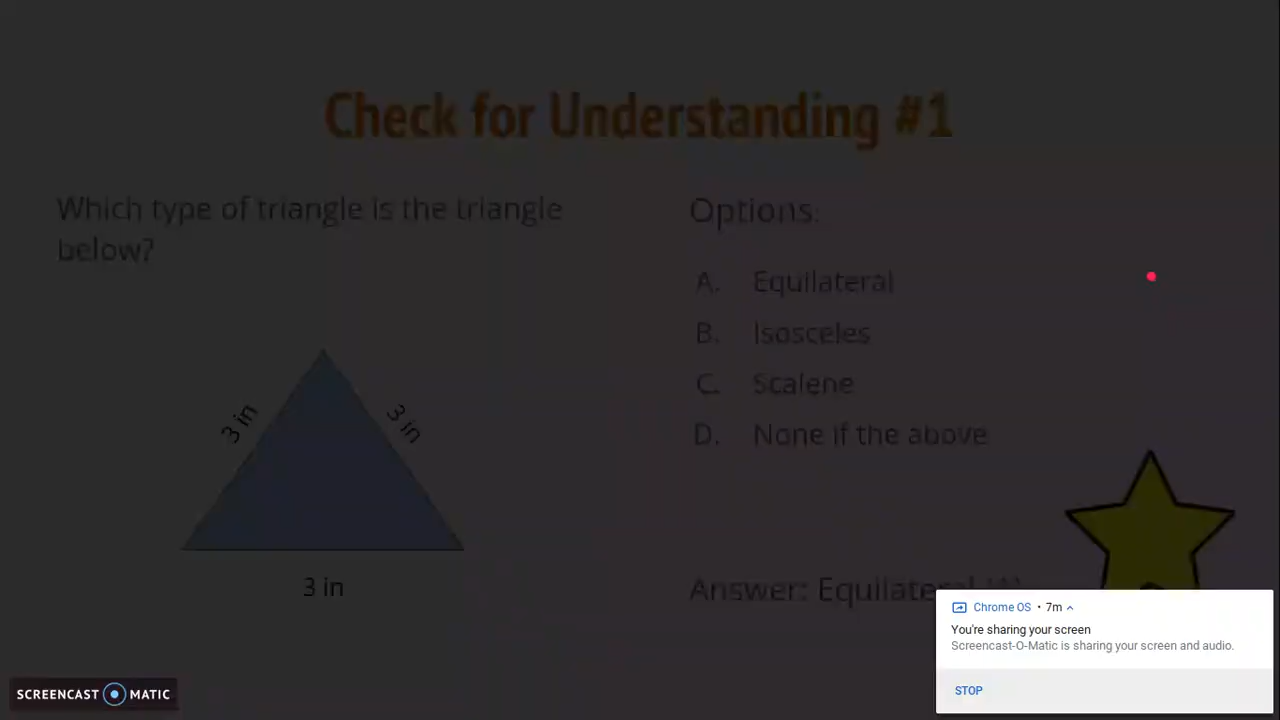 Check for Understanding #1
Which type of triangle is the triangle
below?
Options:
A. Equilateral
B. Isosceles
C. Scalene
D. None if the above
3 in
3 in
3 in
Answer: Equilateral (A)
Chrome OS • 7m
You're sharing your screen
Screencast-O-Matic is sharing your screen and audio.
STOP
SCREENCAST MATIC